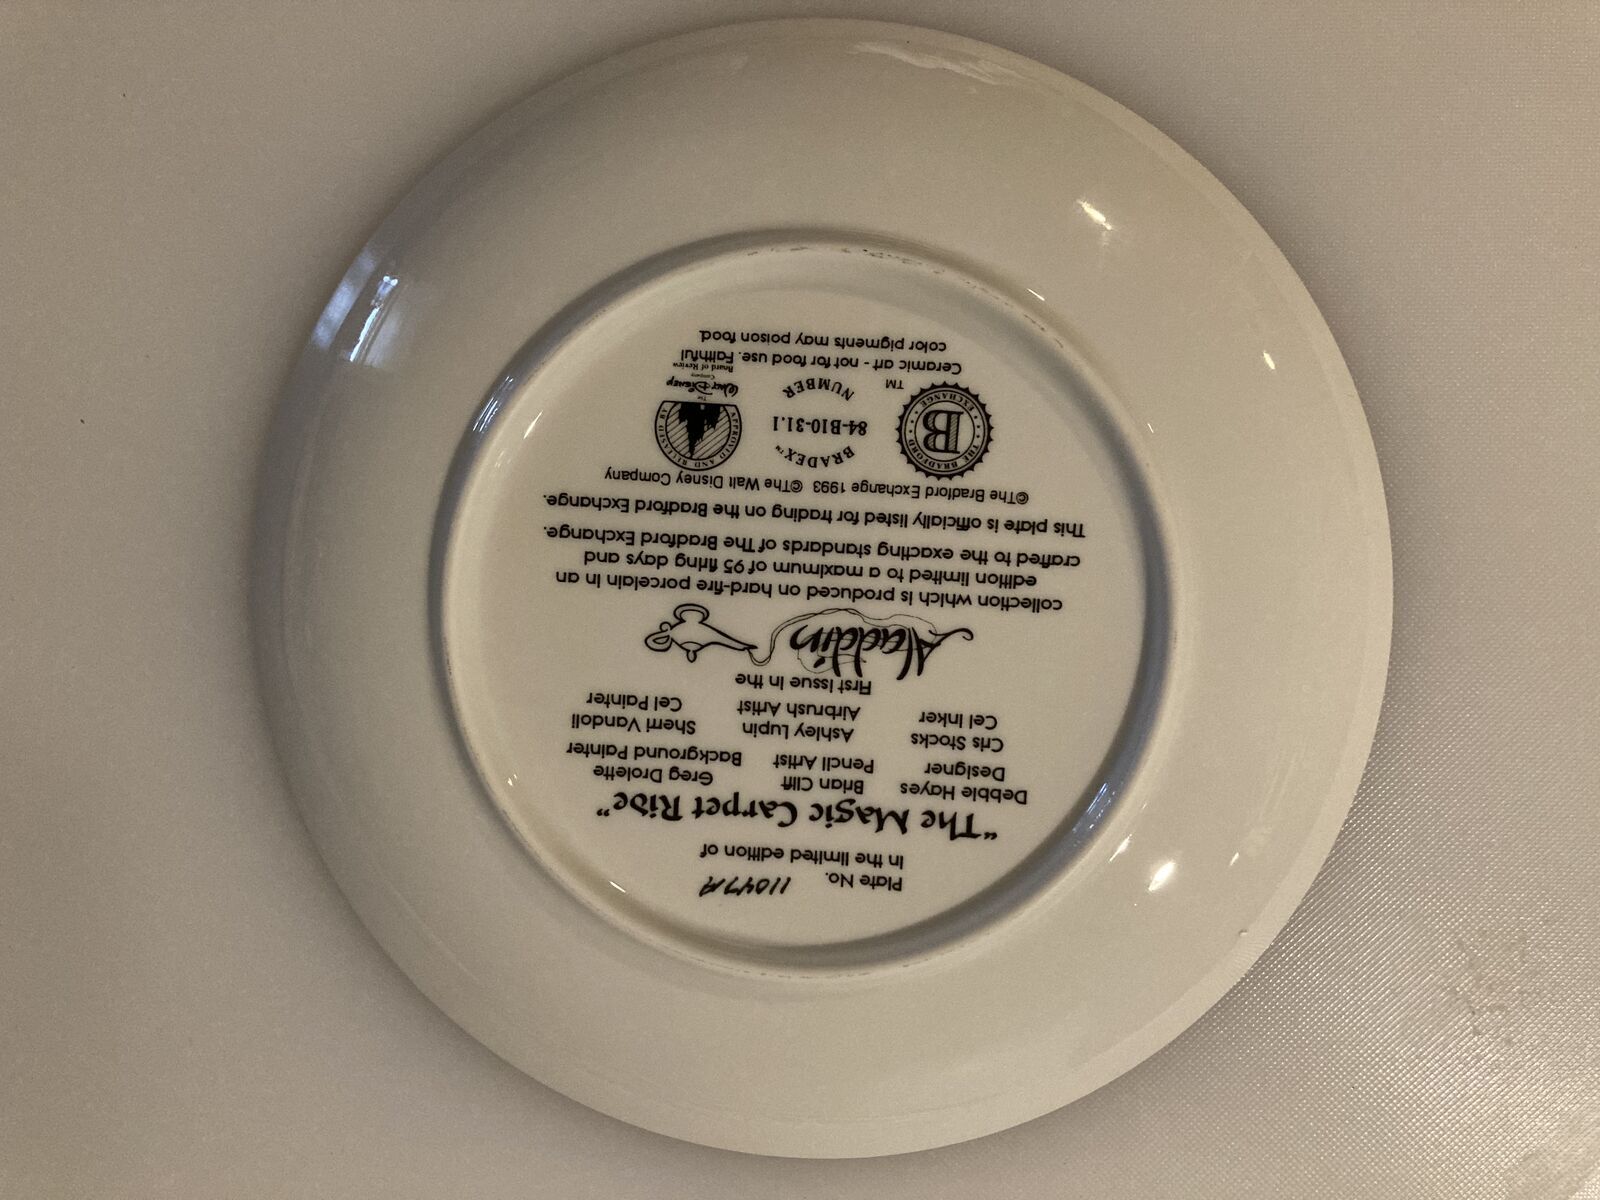 Plate No. 11047A
in the limited edition of
"The Magic Carpet Ride"
Debbie Hayes Brian Clift Greg Drolette
Designer Pencil Artist Background Painter
Cris Stocks Ashley Lupin Sherri Vandoli
Cel Inker Airbrush Artist Cel Painter
First issue in the
Aladdin
collection which is produced on hard-fire porcelain in an
edition limited to a maximum of 95 firing days and
crafted to the exacting standards of The Bradford Exchange.
This plate is officially listed for trading on the Bradford Exchange.
©The Bradford Exchange 1993 ©The Walt Disney Company
THE BRADFORD EXCHANGE B TM
BRADEX™
84-B10-31.1
NUMBER
APPROVED AND RELEASED BY
The
Walt Disney
Company
Board of Review
Ceramic art - not for food use. Faithful
color pigments may poison food.